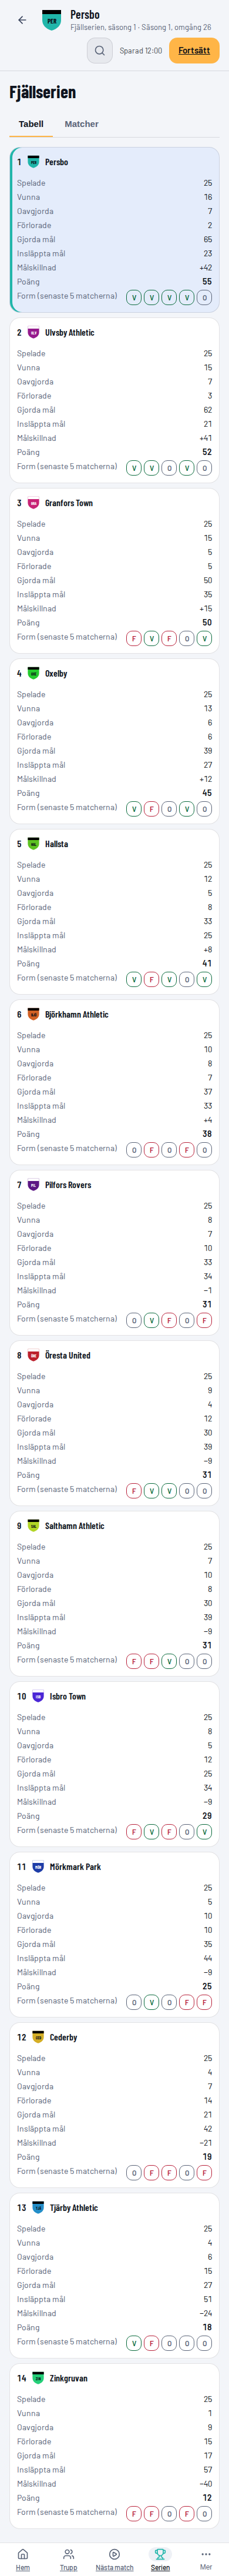 Persbo
Fjällserien, säsong 1 · Säsong 1, omgång 26
Sparad 12:00
Fortsätt
Fjällserien
Tabell Matcher
1 Persbo
Spelade 25
Vunna 16
Oavgjorda 7
Förlorade 2
Gjorda mål 65
Insläppta mål 23
Målskillnad +42
Poäng 55
Form (senaste 5 matcherna) V V V V O
2 Ulvsby Athletic
Spelade 25
Vunna 15
Oavgjorda 7
Förlorade 3
Gjorda mål 62
Insläppta mål 21
Målskillnad +41
Poäng 52
Form (senaste 5 matcherna) V V O V O
3 Granfors Town
Spelade 25
Vunna 15
Oavgjorda 5
Förlorade 5
Gjorda mål 50
Insläppta mål 35
Målskillnad +15
Poäng 50
Form (senaste 5 matcherna) F V F O V
4 Oxelby
Spelade 25
Vunna 13
Oavgjorda 6
Förlorade 6
Gjorda mål 39
Insläppta mål 27
Målskillnad +12
Poäng 45
Form (senaste 5 matcherna) V F O V O
5 Hallsta
Spelade 25
Vunna 12
Oavgjorda 5
Förlorade 8
Gjorda mål 33
Insläppta mål 25
Målskillnad +8
Poäng 41
Form (senaste 5 matcherna) V F V O V
6 Björkhamn Athletic
Spelade 25
Vunna 10
Oavgjorda 8
Förlorade 7
Gjorda mål 37
Insläppta mål 33
Målskillnad +4
Poäng 38
Form (senaste 5 matcherna) O F O F O
7 Pilfors Rovers
Spelade 25
Vunna 8
Oavgjorda 7
Förlorade 10
Gjorda mål 33
Insläppta mål 34
Målskillnad −1
Poäng 31
Form (senaste 5 matcherna) O V F O F
8 Öresta United
Spelade 25
Vunna 9
Oavgjorda 4
Förlorade 12
Gjorda mål 30
Insläppta mål 39
Målskillnad −9
Poäng 31
Form (senaste 5 matcherna) F V V O O
9 Salthamn Athletic
Spelade 25
Vunna 7
Oavgjorda 10
Förlorade 8
Gjorda mål 30
Insläppta mål 39
Målskillnad −9
Poäng 31
Form (senaste 5 matcherna) F F V O O
10 Isbro Town
Spelade 25
Vunna 8
Oavgjorda 5
Förlorade 12
Gjorda mål 25
Insläppta mål 34
Målskillnad −9
Poäng 29
Form (senaste 5 matcherna) F V F O V
11 Mörkmark Park
Spelade 25
Vunna 5
Oavgjorda 10
Förlorade 10
Gjorda mål 35
Insläppta mål 44
Målskillnad −9
Poäng 25
Form (senaste 5 matcherna) O V O F F
12 Cederby
Spelade 25
Vunna 4
Oavgjorda 7
Förlorade 14
Gjorda mål 21
Insläppta mål 42
Målskillnad −21
Poäng 19
Form (senaste 5 matcherna) O F F O F
13 Tjärby Athletic
Spelade 25
Vunna 4
Oavgjorda 6
Förlorade 15
Gjorda mål 27
Insläppta mål 51
Målskillnad −24
Poäng 18
Form (senaste 5 matcherna) V F O O O
14 Zinkgruvan
Spelade 25
Vunna 1
Oavgjorda 9
Förlorade 15
Gjorda mål 17
Insläppta mål 57
Målskillnad −40
Poäng 12
Form (senaste 5 matcherna) F F O F O
Hem Trupp Nästa match Serien Mer